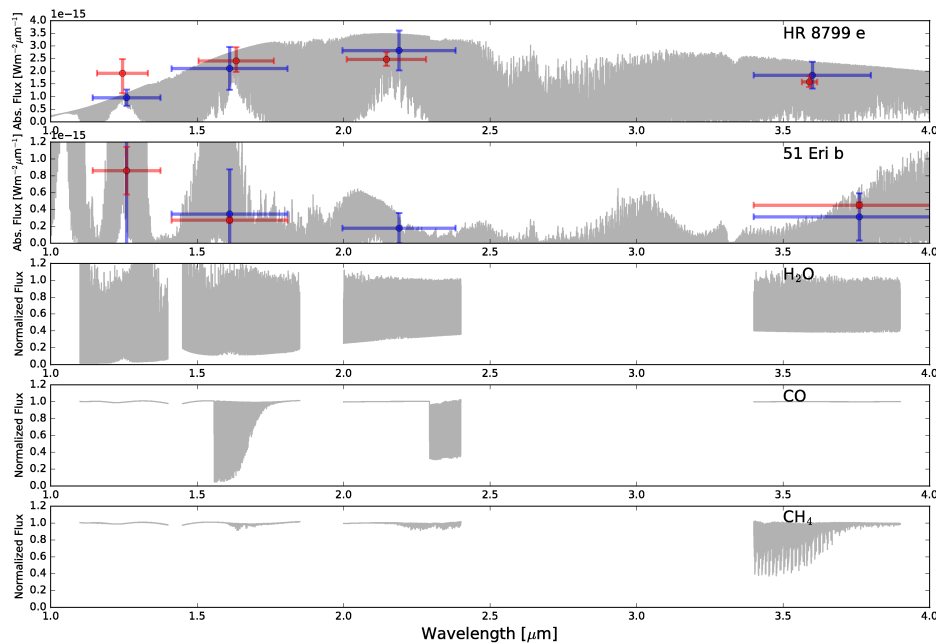 1e−15
Abs. Flux [Wm⁻²μm⁻¹]
4.0
3.5
3.0
2.5
2.0
1.5
1.0
0.5
0.0
HR 8799 e
1.0 1.5 2.0 2.5 3.0 3.5 4.0
1e−15
Abs. Flux [Wm⁻²μm⁻¹]
1.2
1.0
0.8
0.6
0.4
0.2
0.0
51 Eri b
1.0 1.5 2.0 2.5 3.0 3.5 4.0
Normalized Flux
1.2
1.0
0.8
0.6
0.4
0.2
0.0
H₂O
1.0 1.5 2.0 2.5 3.0 3.5 4.0
Normalized Flux
1.2
1.0
0.8
0.6
0.4
0.2
0.0
CO
1.0 1.5 2.0 2.5 3.0 3.5 4.0
Normalized Flux
1.2
1.0
0.8
0.6
0.4
0.2
0.0
CH₄
1.0 1.5 2.0 2.5 3.0 3.5 4.0
Wavelength [μm]